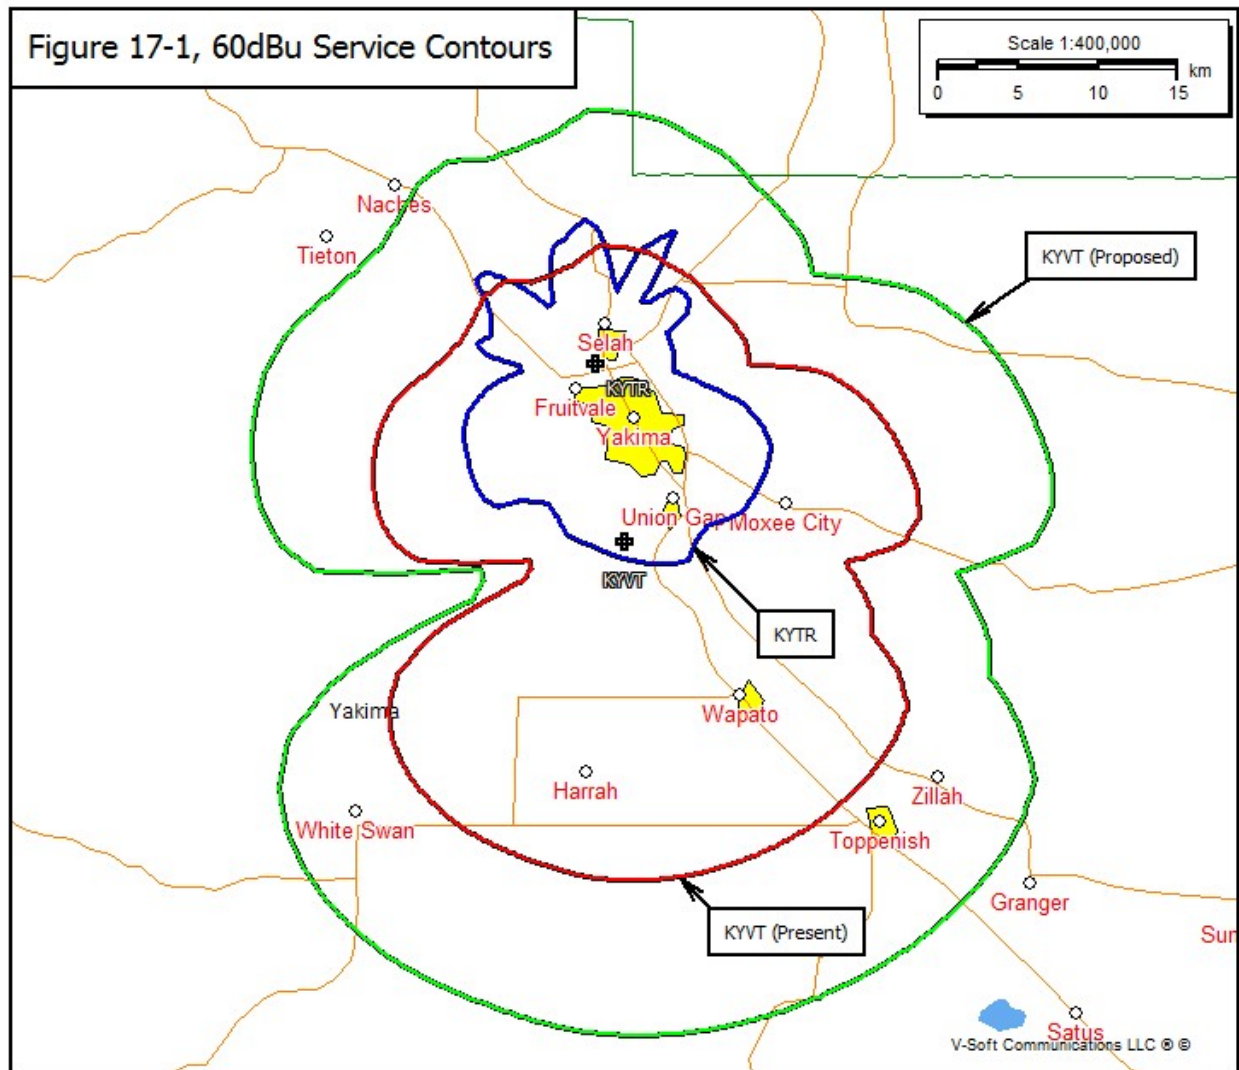 Figure 17-1, 60dBu Service Contours
Scale 1:400,000
km
0 5 10 15
Naches
Tieton
KYVT (Proposed)
Selah
KYTR
Fruitvale
Yakima
Union Gap
Moxee City
KYVT
KYTR
Wapato
Yakima
Harrah
Zillah
White Swan
Toppenish
Granger
KYVT (Present)
Sun
Satus
V-Soft Communications LLC ® ©